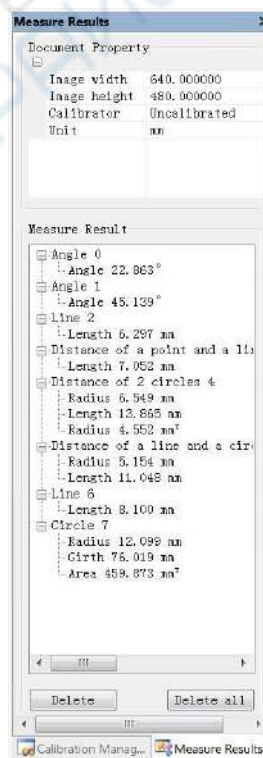 Measure Results
Document Property
Image width 640.000000
Image height 480.000000
Calibrator Uncalibrated
Unit mm
Measure Result
Angle 0
Angle 22.863°
Angle 1
Angle 45.139°
Line 2
Length 6.297 mm
Distance of a point and a li
Length 7.052 mm
Distance of 2 circles 4
Radius 6.549 mm
Length 13.865 mm
Radius 4.552 mm²
Distance of a line and a cir
Radius 5.154 mm
Length 11.048 mm
Line 6
Length 8.100 mm
Circle 7
Radius 12.099 mm
Girth 76.019 mm
Area 459.873 mm²
Delete Delete all
Calibration Manag... Measure Results